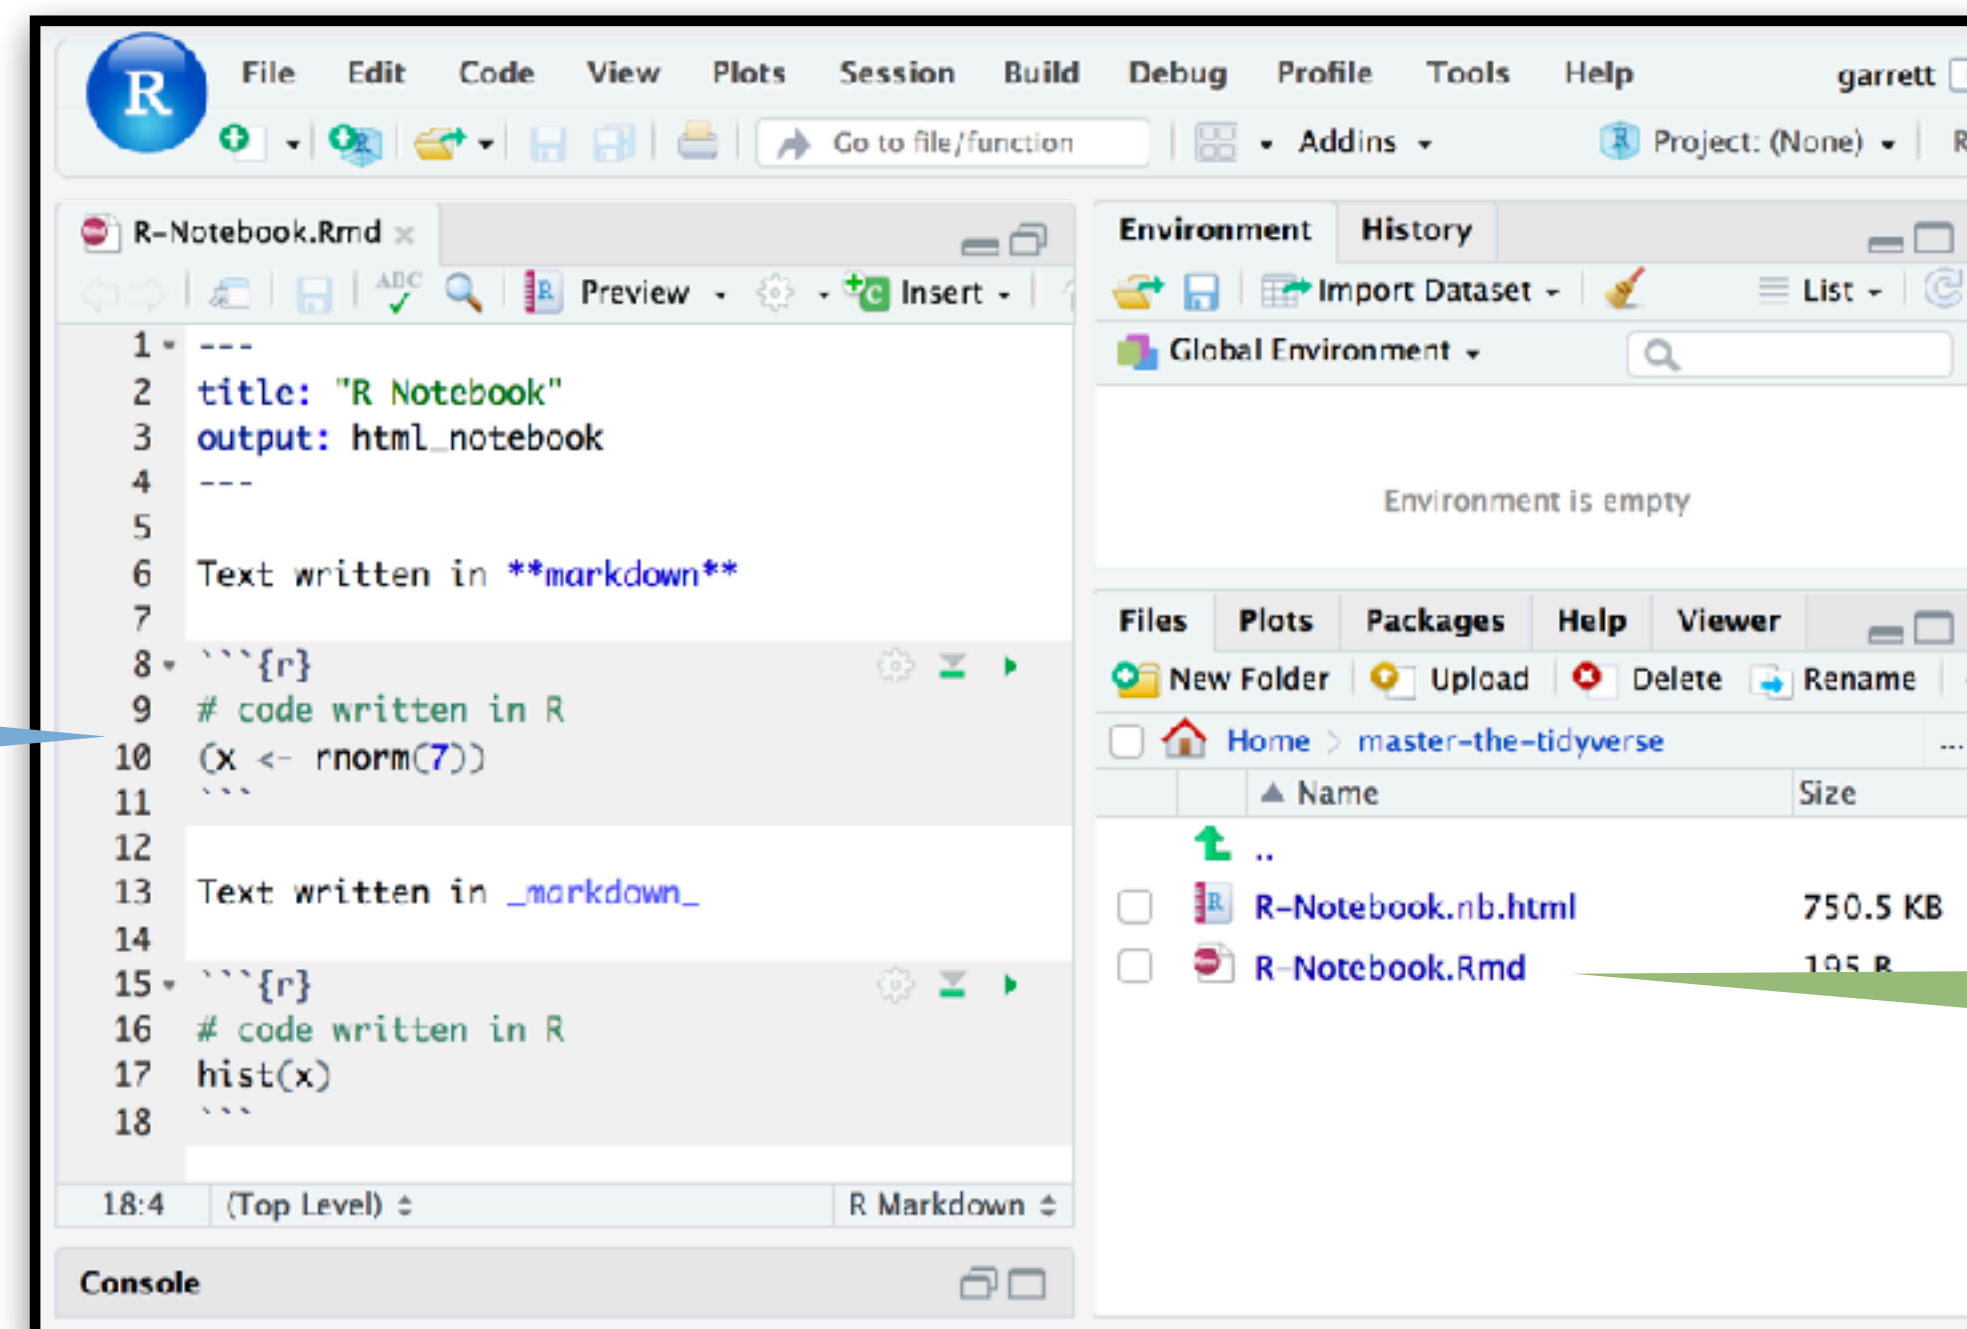 R File Edit Code View Plots Session Build Debug Profile Tools Help garrett
Go to file/function Addins Project: (None) R
R-Notebook.Rmd
ABC Preview Insert
1 ---
2 title: "R Notebook"
3 output: html_notebook
4 ---
5
6 Text written in **markdown**
7
8 ```{r}
9 # code written in R
10 (x <- rnorm(7))
11 ```
12
13 Text written in _markdown_
14
15 ```{r}
16 # code written in R
17 hist(x)
18 ```
18:4 (Top Level) R Markdown
Console
Environment History
Import Dataset List
Global Environment
Environment is empty
Files Plots Packages Help Viewer
New Folder Upload Delete Rename
Home > master-the-tidyverse ...
Name Size
..
R-Notebook.nb.html 750.5 KB
R-Notebook.Rmd 195 B